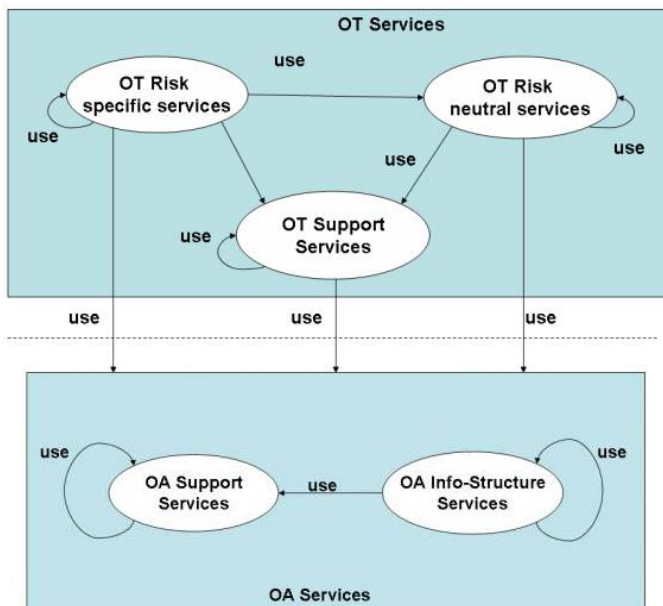 OT Services
use
OT Risk
specific services
OT Risk
neutral services
use
use
use
use
OT Support
Services
use
use
use
use
use
OA Support
Services
use
OA Info-Structure
Services
OA Services